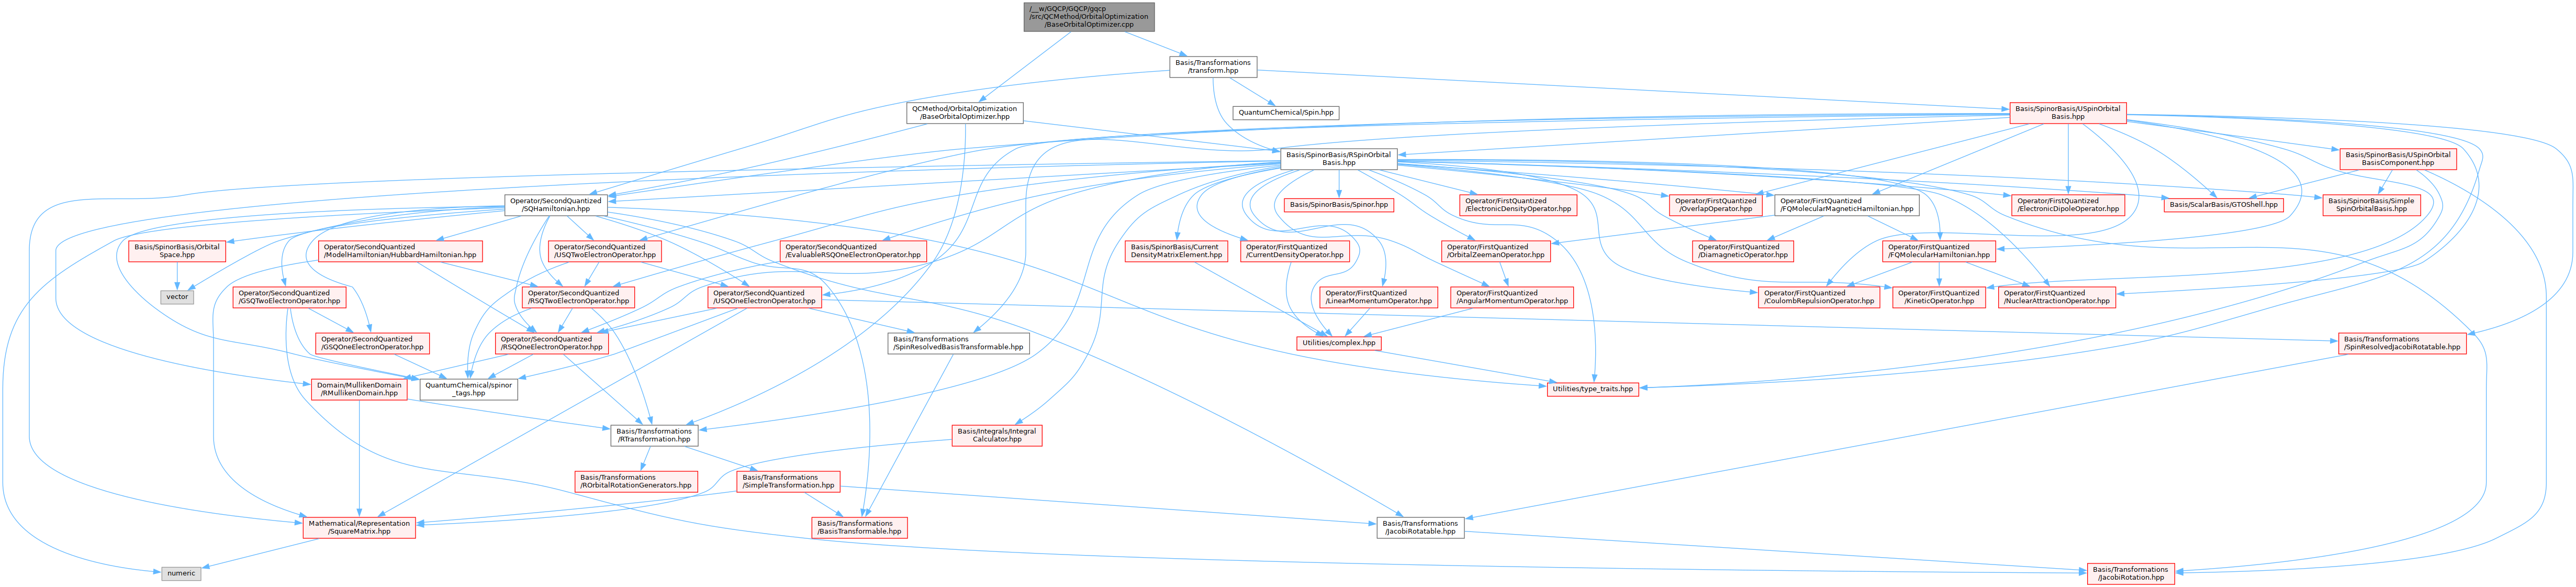 /__w/GQCP/GQCP/gqcp
/src/QCMethod/OrbitalOptimization
/BaseOrbitalOptimizer.cpp
Basis/Transformations
/transform.hpp
QCMethod/OrbitalOptimization
/BaseOrbitalOptimizer.hpp
QuantumChemical/Spin.hpp
Basis/SpinorBasis/USpinOrbital
Basis.hpp
Basis/SpinorBasis/RSpinOrbital
Basis.hpp
Basis/SpinorBasis/USpinOrbital
BasisComponent.hpp
Operator/SecondQuantized
/SQHamiltonian.hpp
Basis/SpinorBasis/Spinor.hpp
Operator/FirstQuantized
/ElectronicDensityOperator.hpp
Operator/FirstQuantized
/OverlapOperator.hpp
Operator/FirstQuantized
/FQMolecularMagneticHamiltonian.hpp
Operator/FirstQuantized
/ElectronicDipoleOperator.hpp
Basis/ScalarBasis/GTOShell.hpp
Basis/SpinorBasis/Simple
SpinOrbitalBasis.hpp
Basis/SpinorBasis/Orbital
Space.hpp
Operator/SecondQuantized
/ModelHamiltonian/HubbardHamiltonian.hpp
Operator/SecondQuantized
/USQTwoElectronOperator.hpp
Operator/SecondQuantized
/EvaluableRSQOneElectronOperator.hpp
Basis/SpinorBasis/Current
DensityMatrixElement.hpp
Operator/FirstQuantized
/CurrentDensityOperator.hpp
Operator/FirstQuantized
/OrbitalZeemanOperator.hpp
Operator/FirstQuantized
/DiamagneticOperator.hpp
Operator/FirstQuantized
/FQMolecularHamiltonian.hpp
vector
Operator/SecondQuantized
/GSQTwoElectronOperator.hpp
Operator/SecondQuantized
/RSQTwoElectronOperator.hpp
Operator/SecondQuantized
/USQOneElectronOperator.hpp
Operator/FirstQuantized
/LinearMomentumOperator.hpp
Operator/FirstQuantized
/AngularMomentumOperator.hpp
Operator/FirstQuantized
/CoulombRepulsionOperator.hpp
Operator/FirstQuantized
/KineticOperator.hpp
Operator/FirstQuantized
/NuclearAttractionOperator.hpp
Operator/SecondQuantized
/GSQOneElectronOperator.hpp
Operator/SecondQuantized
/RSQOneElectronOperator.hpp
Basis/Transformations
/SpinResolvedBasisTransformable.hpp
Utilities/complex.hpp
Basis/Transformations
/SpinResolvedJacobiRotatable.hpp
Domain/MullikenDomain
/RMullikenDomain.hpp
QuantumChemical/spinor
_tags.hpp
Utilities/type_traits.hpp
Basis/Transformations
/RTransformation.hpp
Basis/Integrals/Integral
Calculator.hpp
Basis/Transformations
/ROrbitalRotationGenerators.hpp
Basis/Transformations
/SimpleTransformation.hpp
Mathematical/Representation
/SquareMatrix.hpp
Basis/Transformations
/BasisTransformable.hpp
Basis/Transformations
/JacobiRotatable.hpp
numeric
Basis/Transformations
/JacobiRotation.hpp